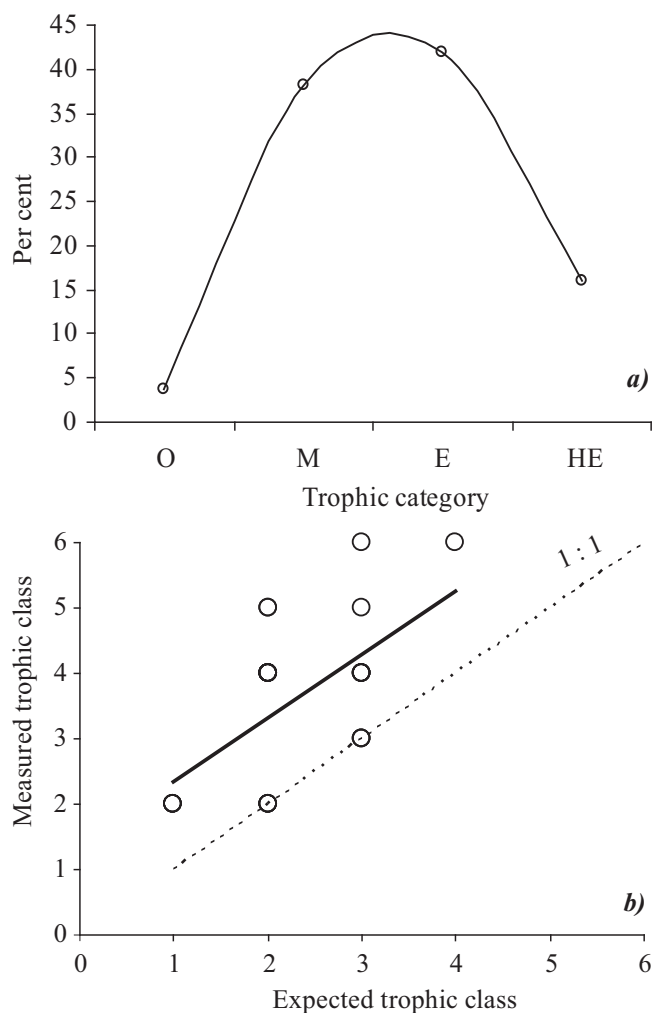 45
40
35
30
25
20
15
10
5
0
Per cent
a)
O M E HE
Trophic category
6
5
4
3
2
1
0
Measured trophic class
1 : 1
b)
0 1 2 3 4 5 6
Expected trophic class